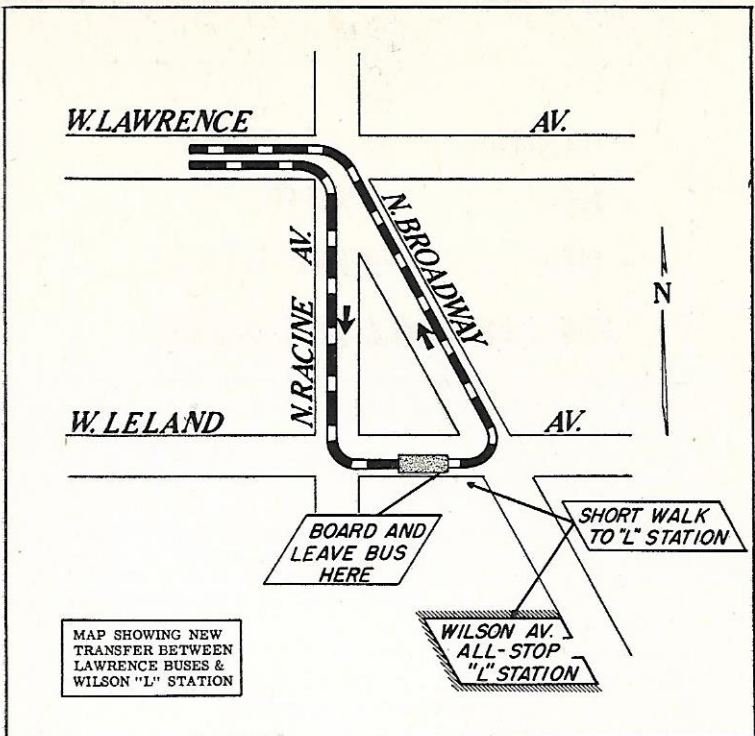 W. LAWRENCE AV.
N. BROADWAY
N. RACINE AV.
N
W. LELAND AV.
BOARD AND
LEAVE BUS
HERE
SHORT WALK
TO "L" STATION
WILSON AV.
ALL-STOP
"L" STATION
MAP SHOWING NEW
TRANSFER BETWEEN
LAWRENCE BUSES &
WILSON "L" STATION